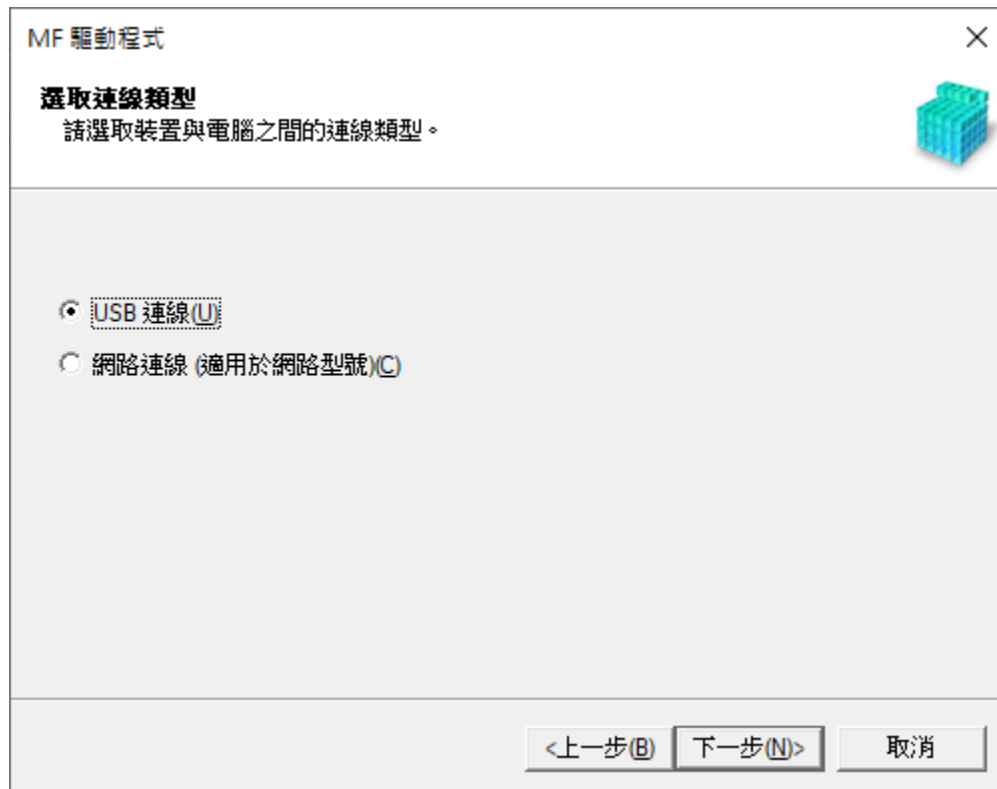 MF 驅動程式
選取連線類型
請選取裝置與電腦之間的連線類型。
USB 連線(U)
網路連線 (適用於網路型號)(C)
<上一步(B) 下一步(N)> 取消